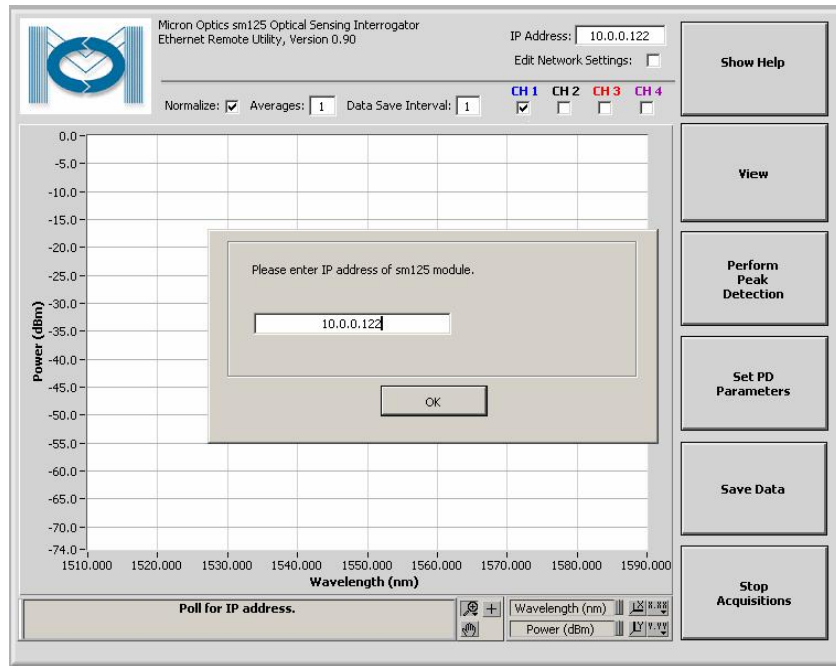 Micron Optics sm125 Optical Sensing Interrogator
Ethernet Remote Utility, Version 0.90
IP Address: 10.0.0.122
Edit Network Settings:
Normalize: Averages: 1 Data Save Interval: 1
CH 1 CH 2 CH 3 CH 4
Show Help
View
Perform
Peak
Detection
Set PD
Parameters
Save Data
Stop
Acquisitions
Please enter IP address of sm125 module.
10.0.0.122
OK
Power (dBm)
0.0
-5.0
-10.0
-15.0
-20.0
-25.0
-30.0
-35.0
-40.0
-45.0
-50.0
-55.0
-60.0
-65.0
-70.0
-74.0
1510.000 1520.000 1530.000 1540.000 1550.000 1560.000 1570.000 1580.000 1590.000
Wavelength (nm)
Poll for IP address.
Wavelength (nm) X X.XX
Power (dBm) Y Y.YY